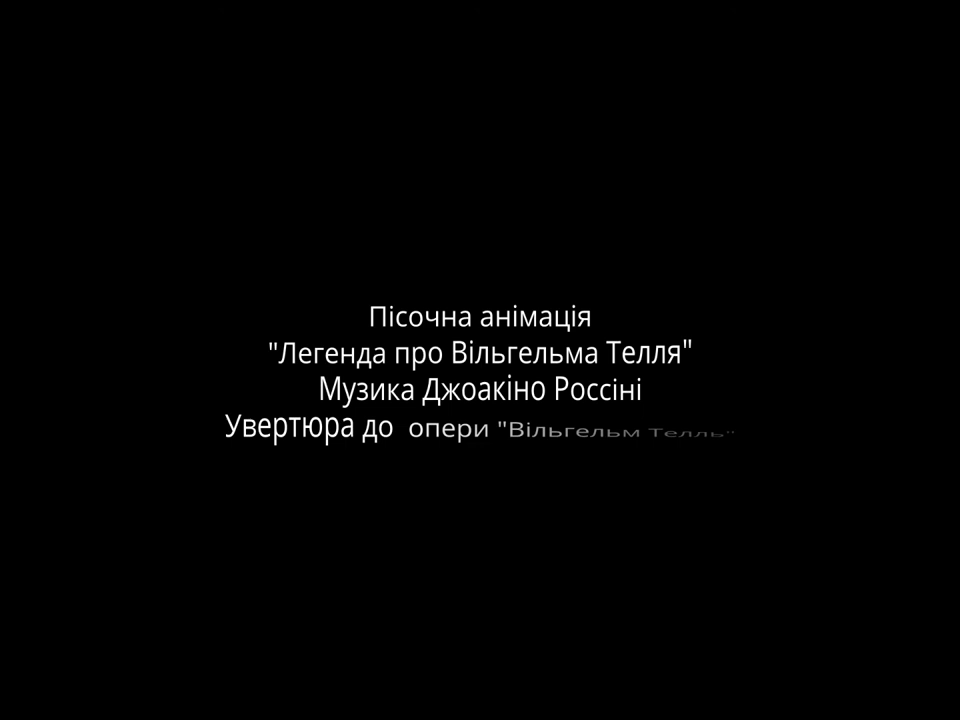 Пісочна анімація
"Легенда про Вільгельма Телля"
Музика Джоакіно Россіні
Увертюра до опери "Вільгельм Телль"